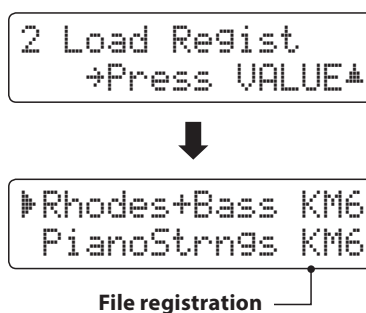 2 Load Regist
→Press VALUE▲
▶Rhodes+Bass KM6
PianoStrngs KM6
File registration